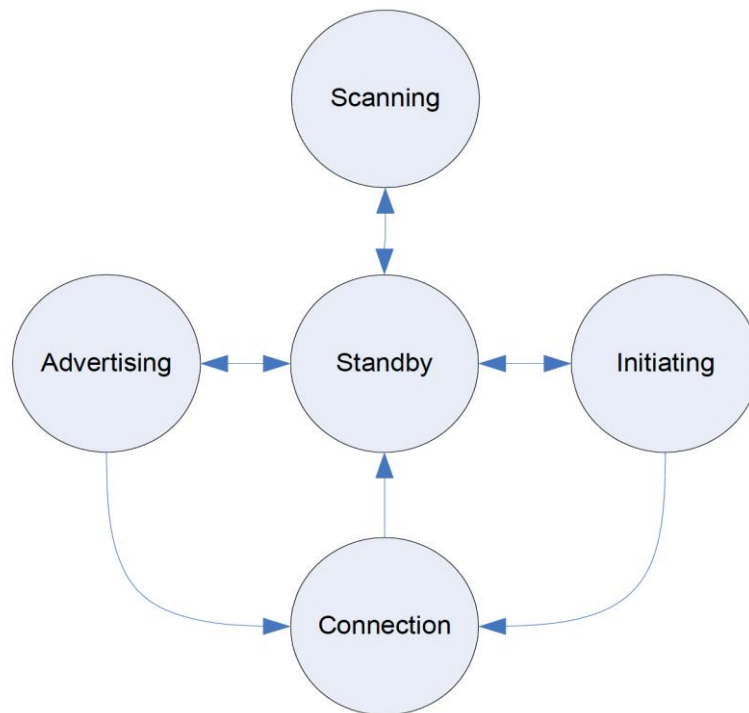 Scanning
Advertising
Standby
Initiating
Connection